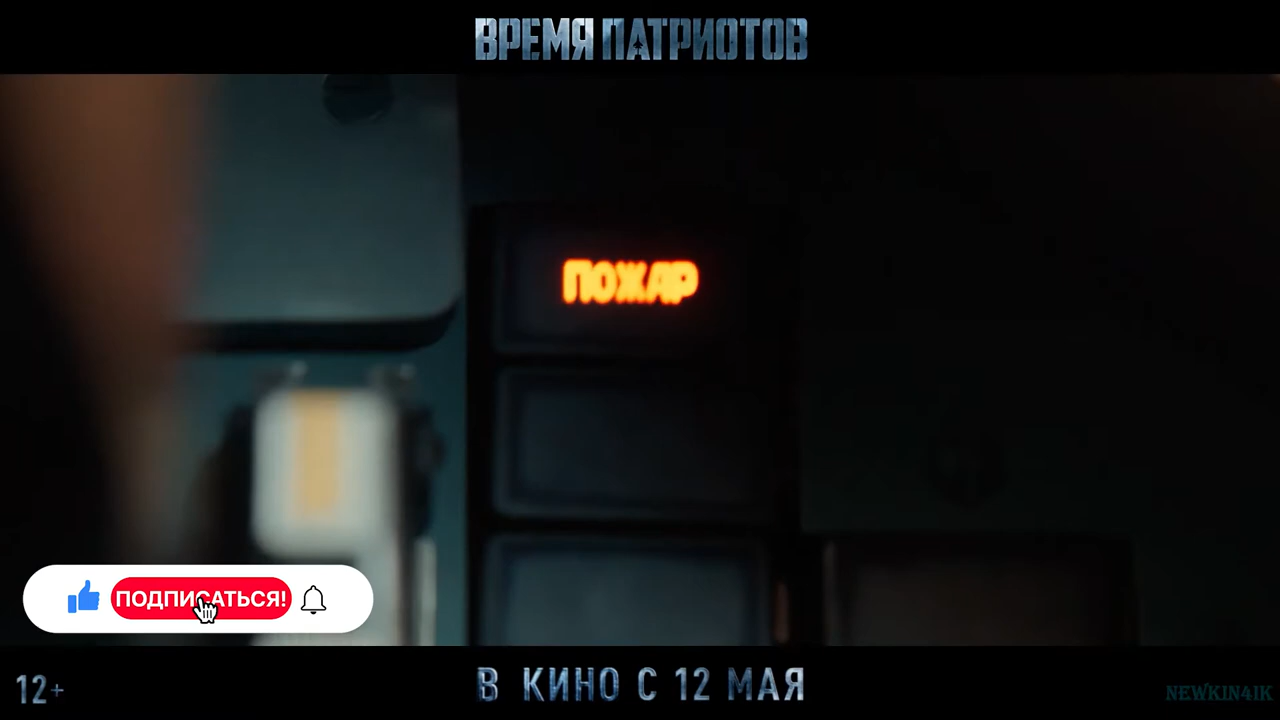 ВРЕМЯ ПАТРИОТОВ
ПОЖАР
ПОДПИСАТЬСЯ!
В КИНО С 12 МАЯ
12+
NEWKIN4IK